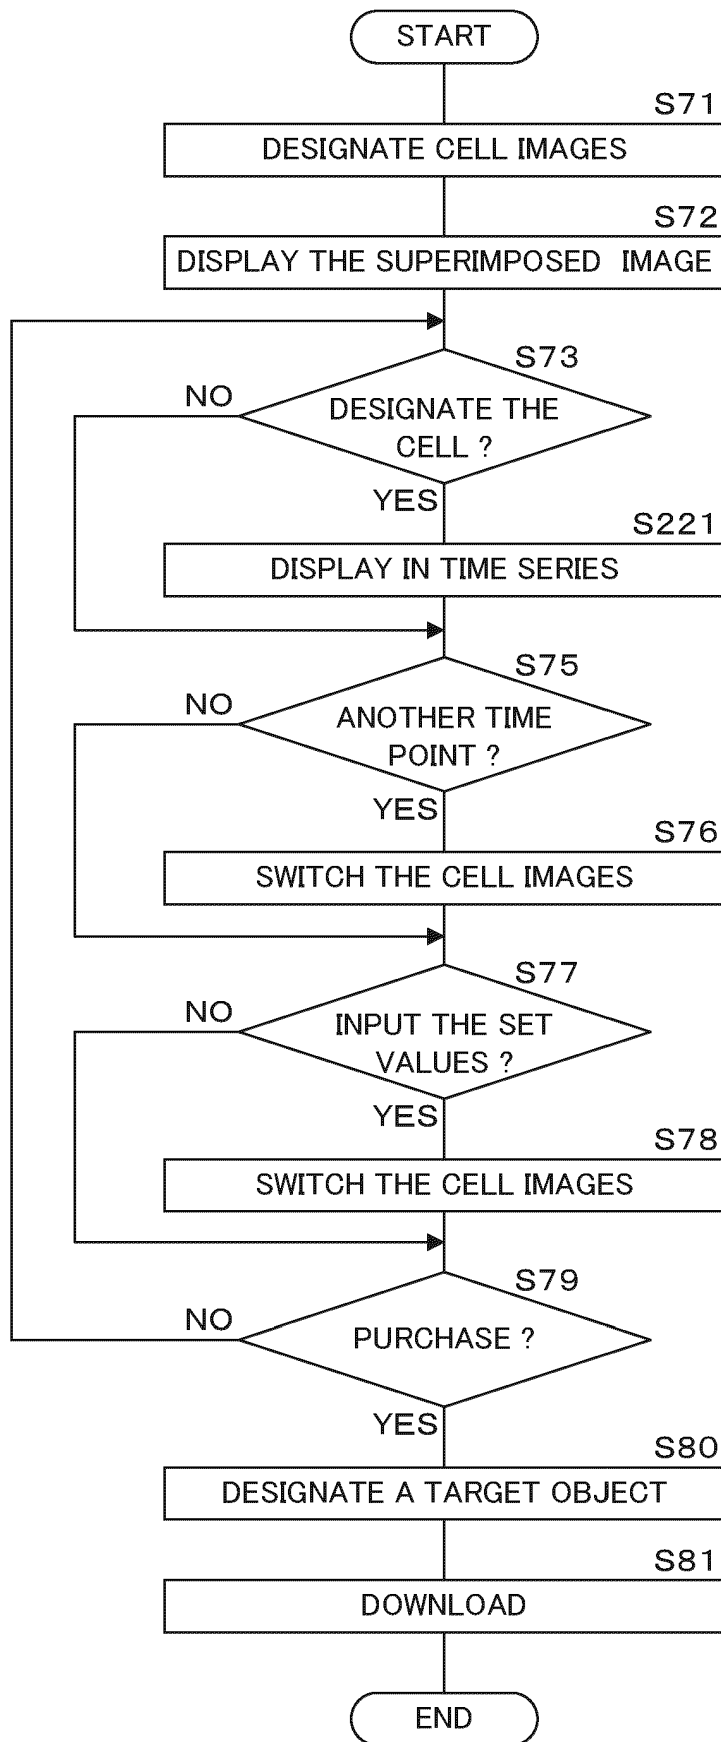 START
S71
DESIGNATE CELL IMAGES
S72
DISPLAY THE SUPERIMPOSED IMAGE
S73
NO
DESIGNATE THE
CELL ?
YES
S221
DISPLAY IN TIME SERIES
S75
NO
ANOTHER TIME
POINT ?
YES
S76
SWITCH THE CELL IMAGES
S77
NO
INPUT THE SET
VALUES ?
YES
S78
SWITCH THE CELL IMAGES
S79
NO
PURCHASE ?
YES
S80
DESIGNATE A TARGET OBJECT
S81
DOWNLOAD
END